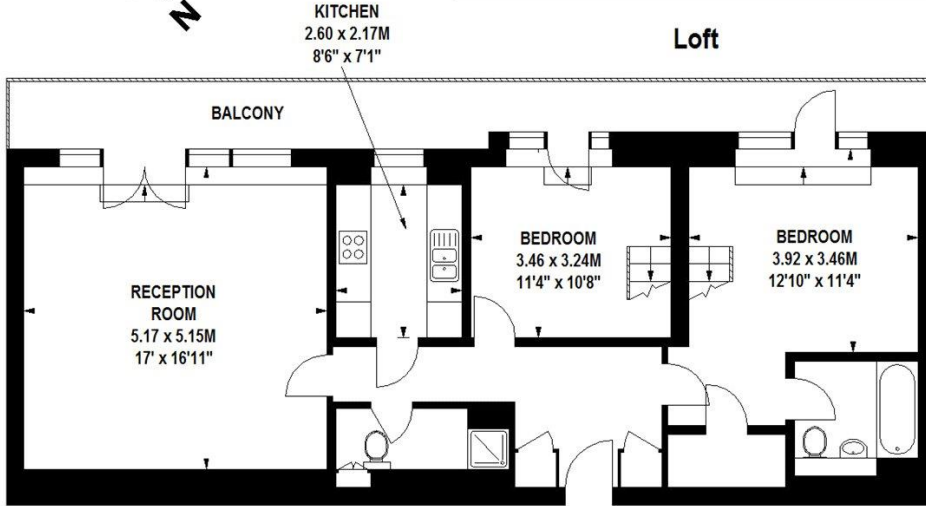 N
KITCHEN
2.60 x 2.17M
8'6" x 7'1"
Loft
BALCONY
BEDROOM
3.46 x 3.24M
11'4" x 10'8"
BEDROOM
3.92 x 3.46M
12'10" x 11'4"
RECEPTION
ROOM
5.17 x 5.15M
17' x 16'11"